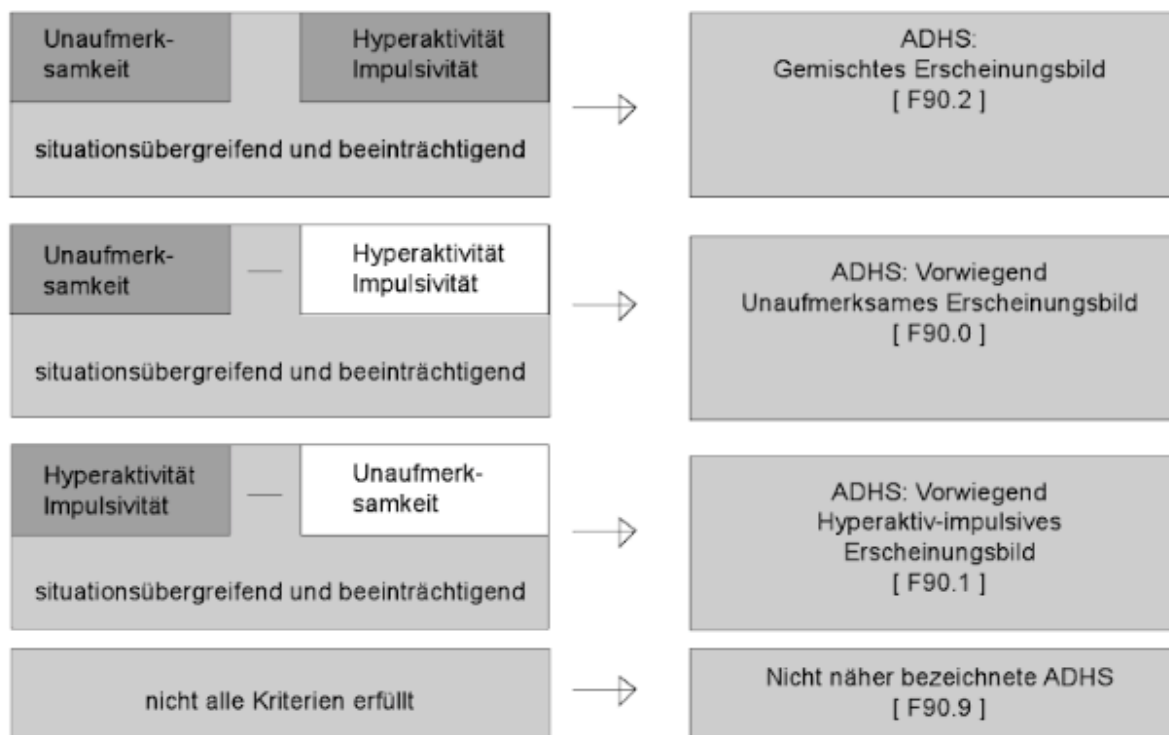 Unaufmerk-
samkeit
Hyperaktivität
Impulsivität
situationsübergreifend und beeinträchtigend
ADHS:
Gemischtes Erscheinungsbild
[ F90.2 ]
Unaufmerk-
samkeit
Hyperaktivität
Impulsivität
situationsübergreifend und beeinträchtigend
ADHS: Vorwiegend
Unaufmerksames Erscheinungsbild
[ F90.0 ]
Hyperaktivität
Impulsivität
Unaufmerk-
samkeit
situationsübergreifend und beeinträchtigend
ADHS: Vorwiegend
Hyperaktiv-impulsives
Erscheinungsbild
[ F90.1 ]
nicht alle Kriterien erfüllt
Nicht näher bezeichnete ADHS
[ F90.9 ]